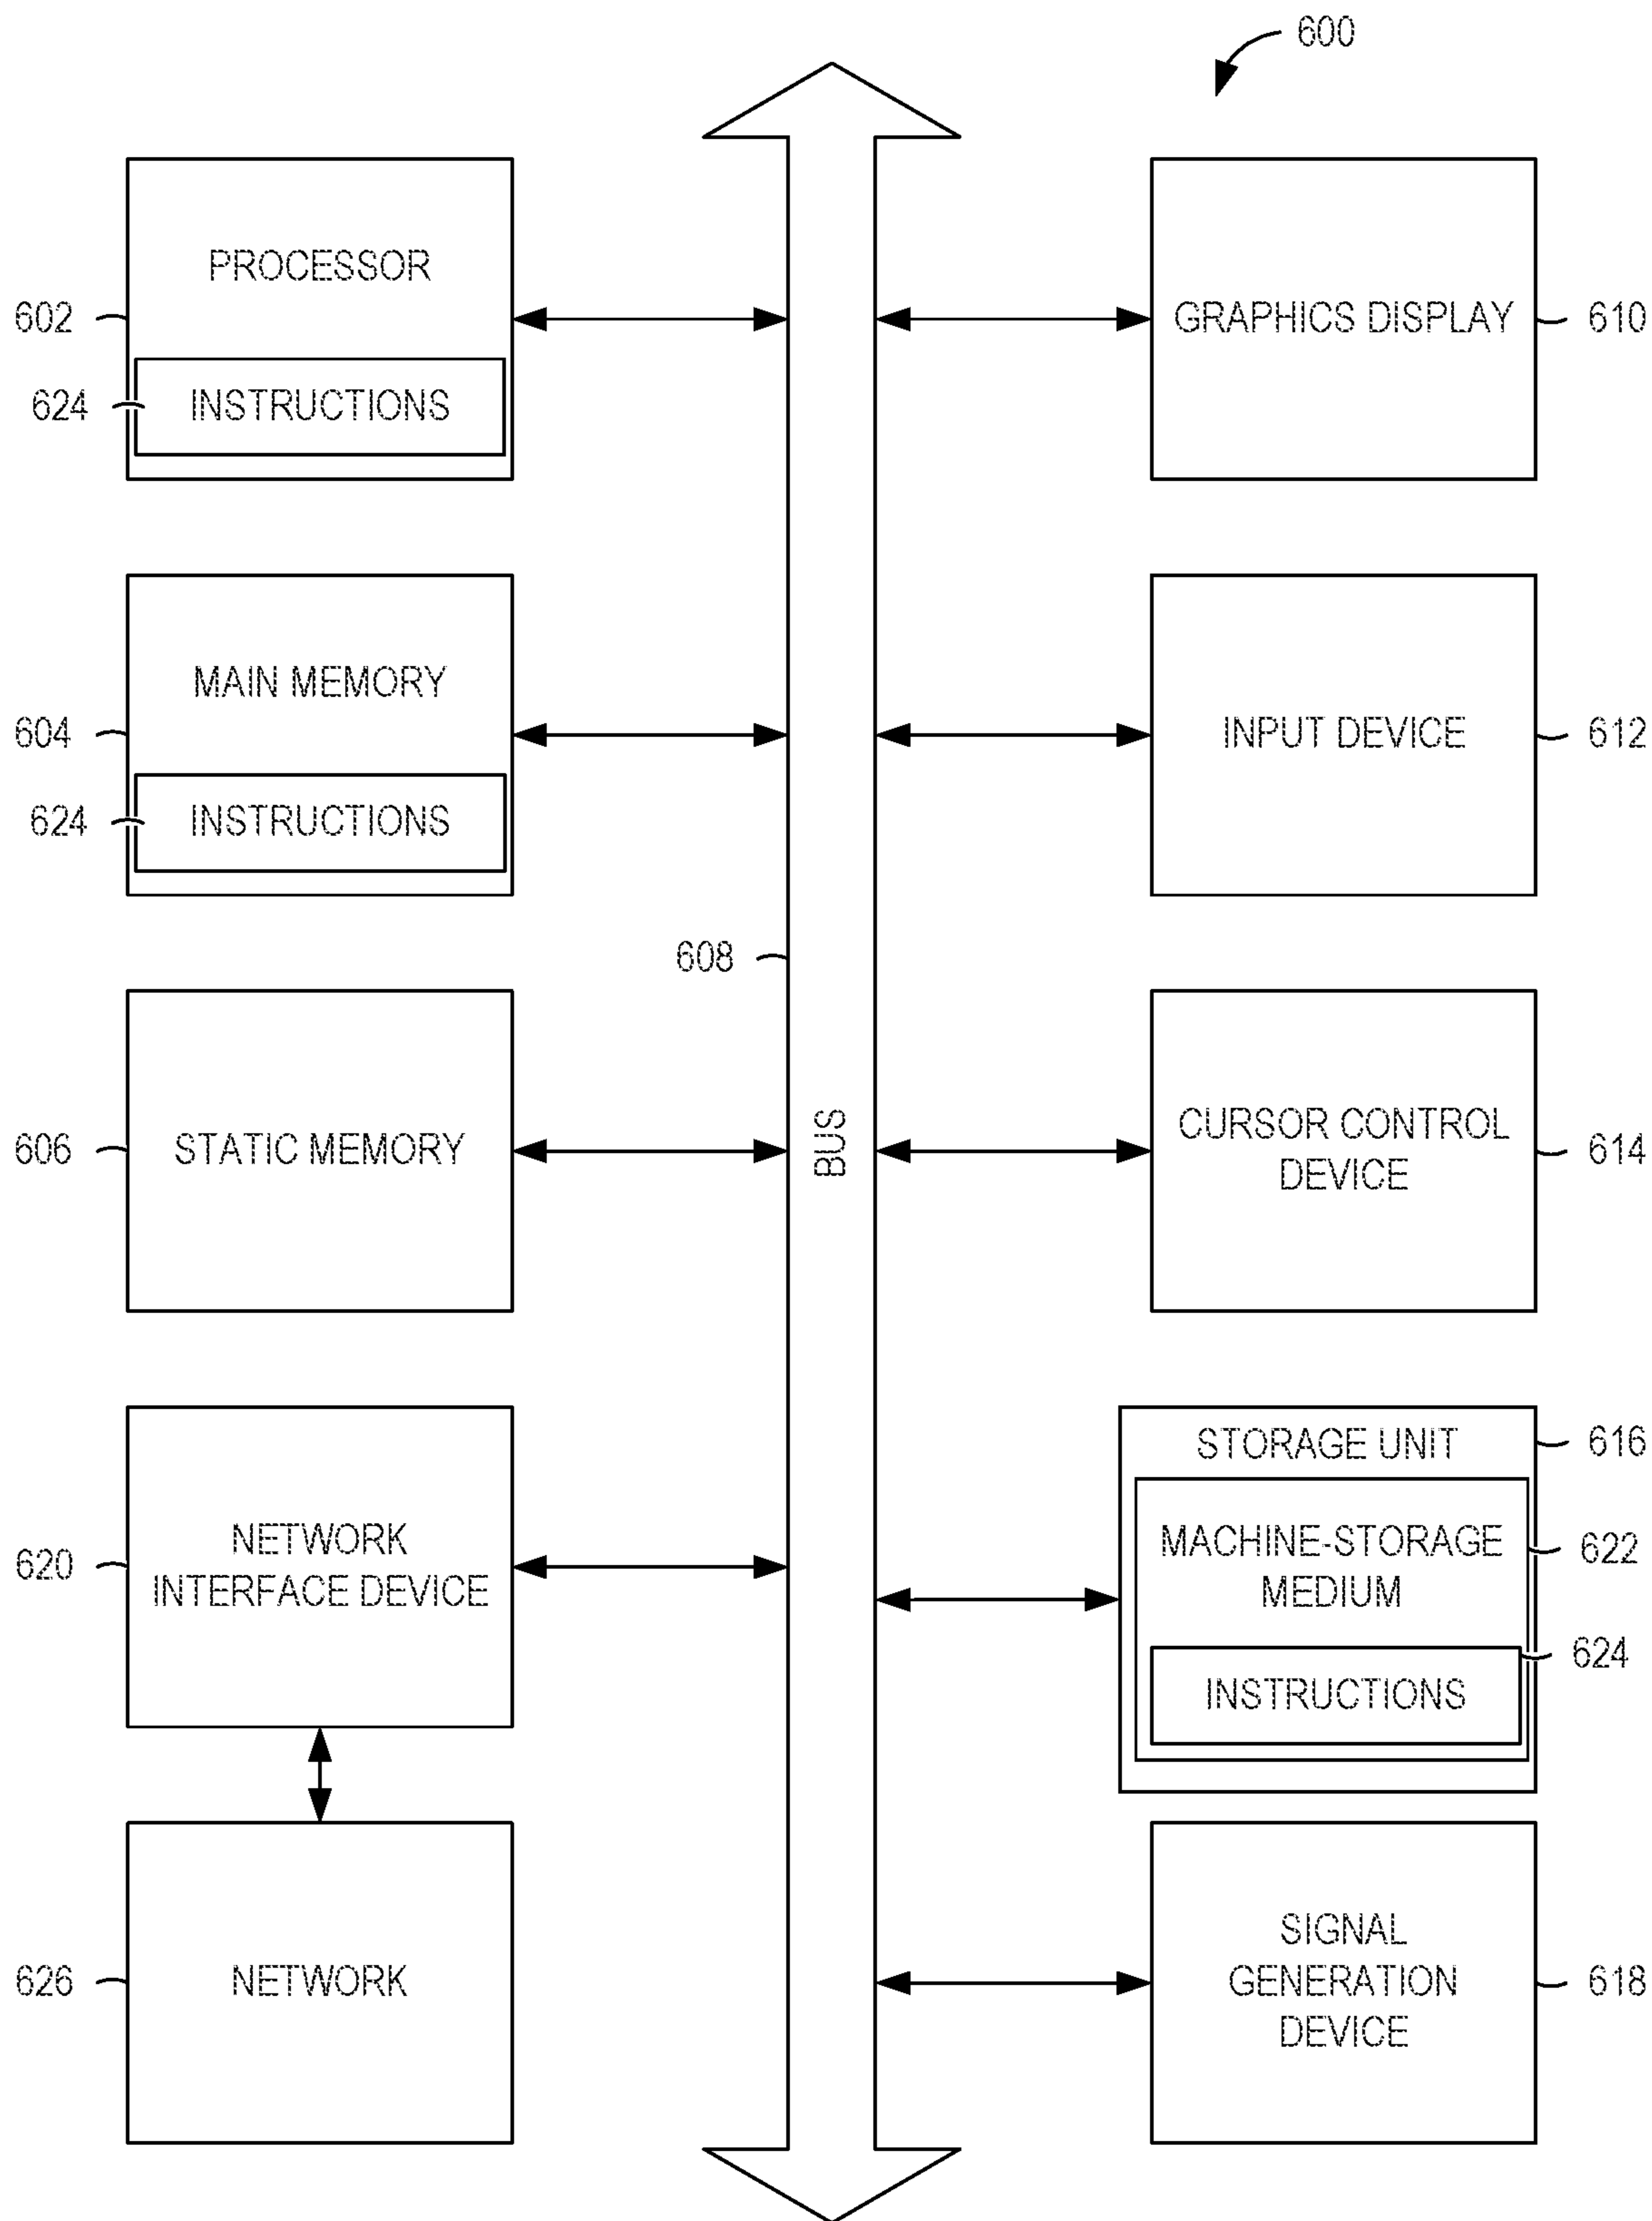 600
PROCESSOR
602
624
INSTRUCTIONS
GRAPHICS DISPLAY
610
MAIN MEMORY
604
624
INSTRUCTIONS
INPUT DEVICE
612
608
BUS
606
STATIC MEMORY
CURSOR CONTROL
DEVICE
614
620
NETWORK
INTERFACE DEVICE
STORAGE UNIT
616
MACHINE-STORAGE
MEDIUM
622
624
INSTRUCTIONS
626
NETWORK
SIGNAL
GENERATION
DEVICE
618